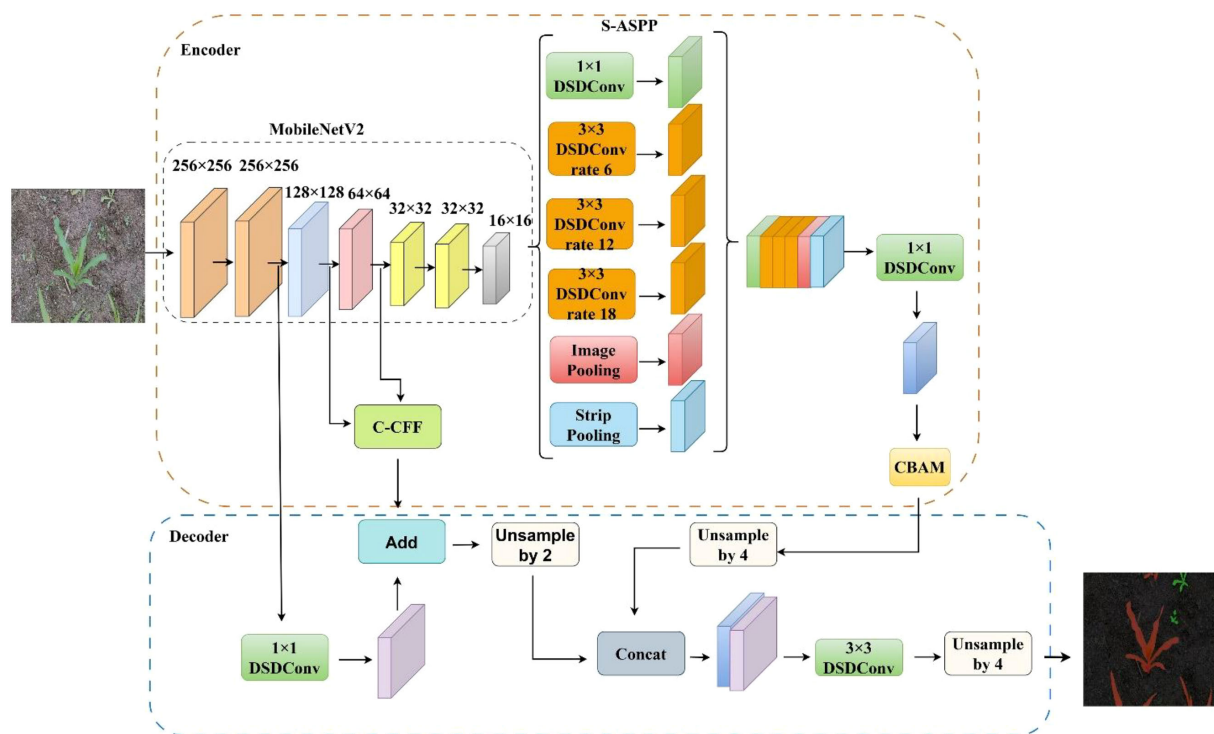 S-ASPP
Encoder
1×1
DSDConv
MobileNetV2
3×3
DSDConv
rate 6
256×256
256×256
128×128
64×64
32×32
32×32
16×16
3×3
DSDConv
rate 12
1×1
DSDConv
3×3
DSDConv
rate 18
Image
Pooling
C-CFF
Strip
Pooling
CBAM
Decoder
Add
Unsample
by 2
Unsample
by 4
1×1
DSDConv
Concat
3×3
DSDConv
Unsample
by 4